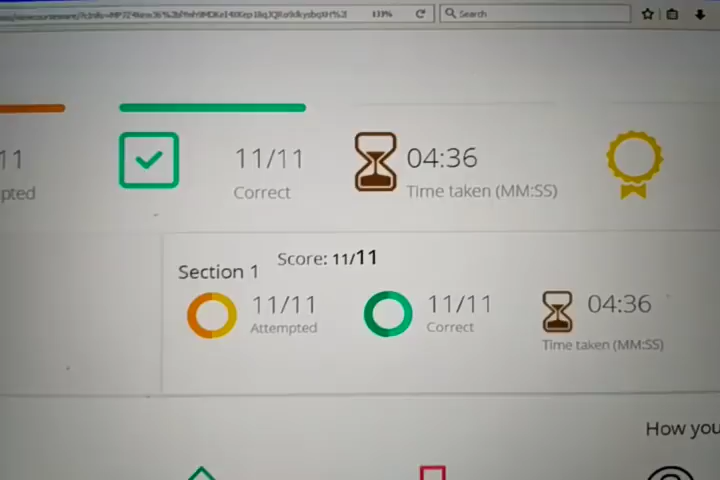 133%
Search
11
11/11
04:36
pted
Correct
Time taken (MM:SS)
Section 1
Score: 11/11
11/11
11/11
04:36
Attempted
Correct
Time taken (MM:SS)
How you